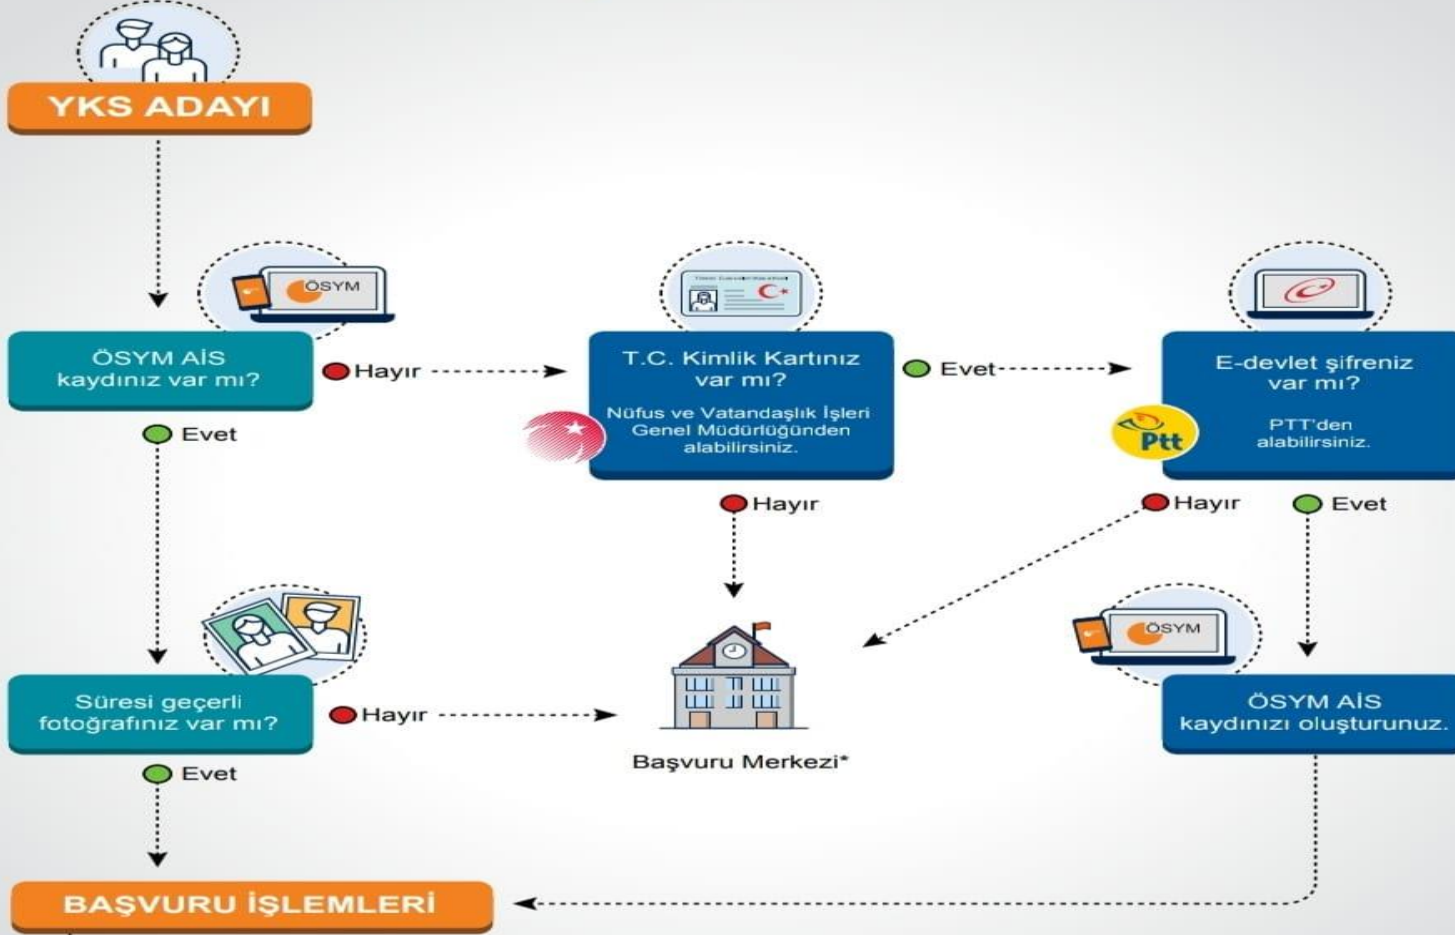 YKS ADAYI
ÖSYM
ÖSYM AİS
kaydınız var mı?
Hayır
Evet
T.C. Kimlik Kartınız
var mı?
Nüfus ve Vatandaşlık İşleri
Genel Müdürlüğünden
alabilirsiniz.
Evet
Hayır
E-devlet şifreniz
var mı?
Ptt
PTT'den
alabilirsiniz.
Hayır
Evet
Süresi geçerli
fotoğrafınız var mı?
Hayır
Evet
Başvuru Merkezi*
ÖSYM
ÖSYM AİS
kaydınızı oluşturunuz.
BAŞVURU İŞLEMLERİ